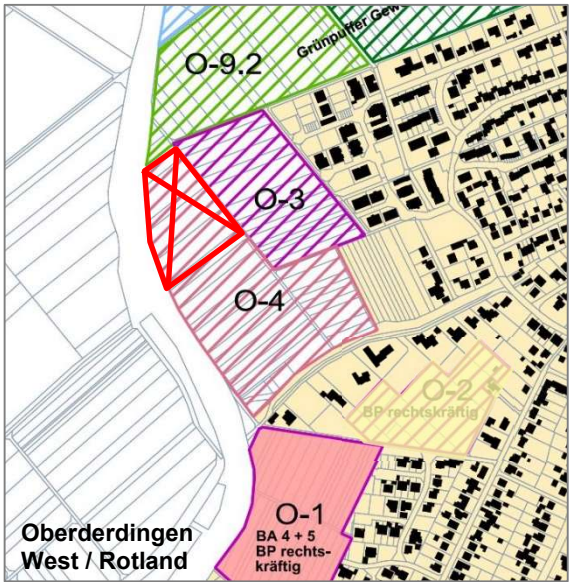 O-9.2
Grünpuffer Gew
O-3
O-4
O-2
BP rechtskräftig
O-1
BA 4 + 5
BP rechts-
kräftig
Oberderdingen
West / Rotland